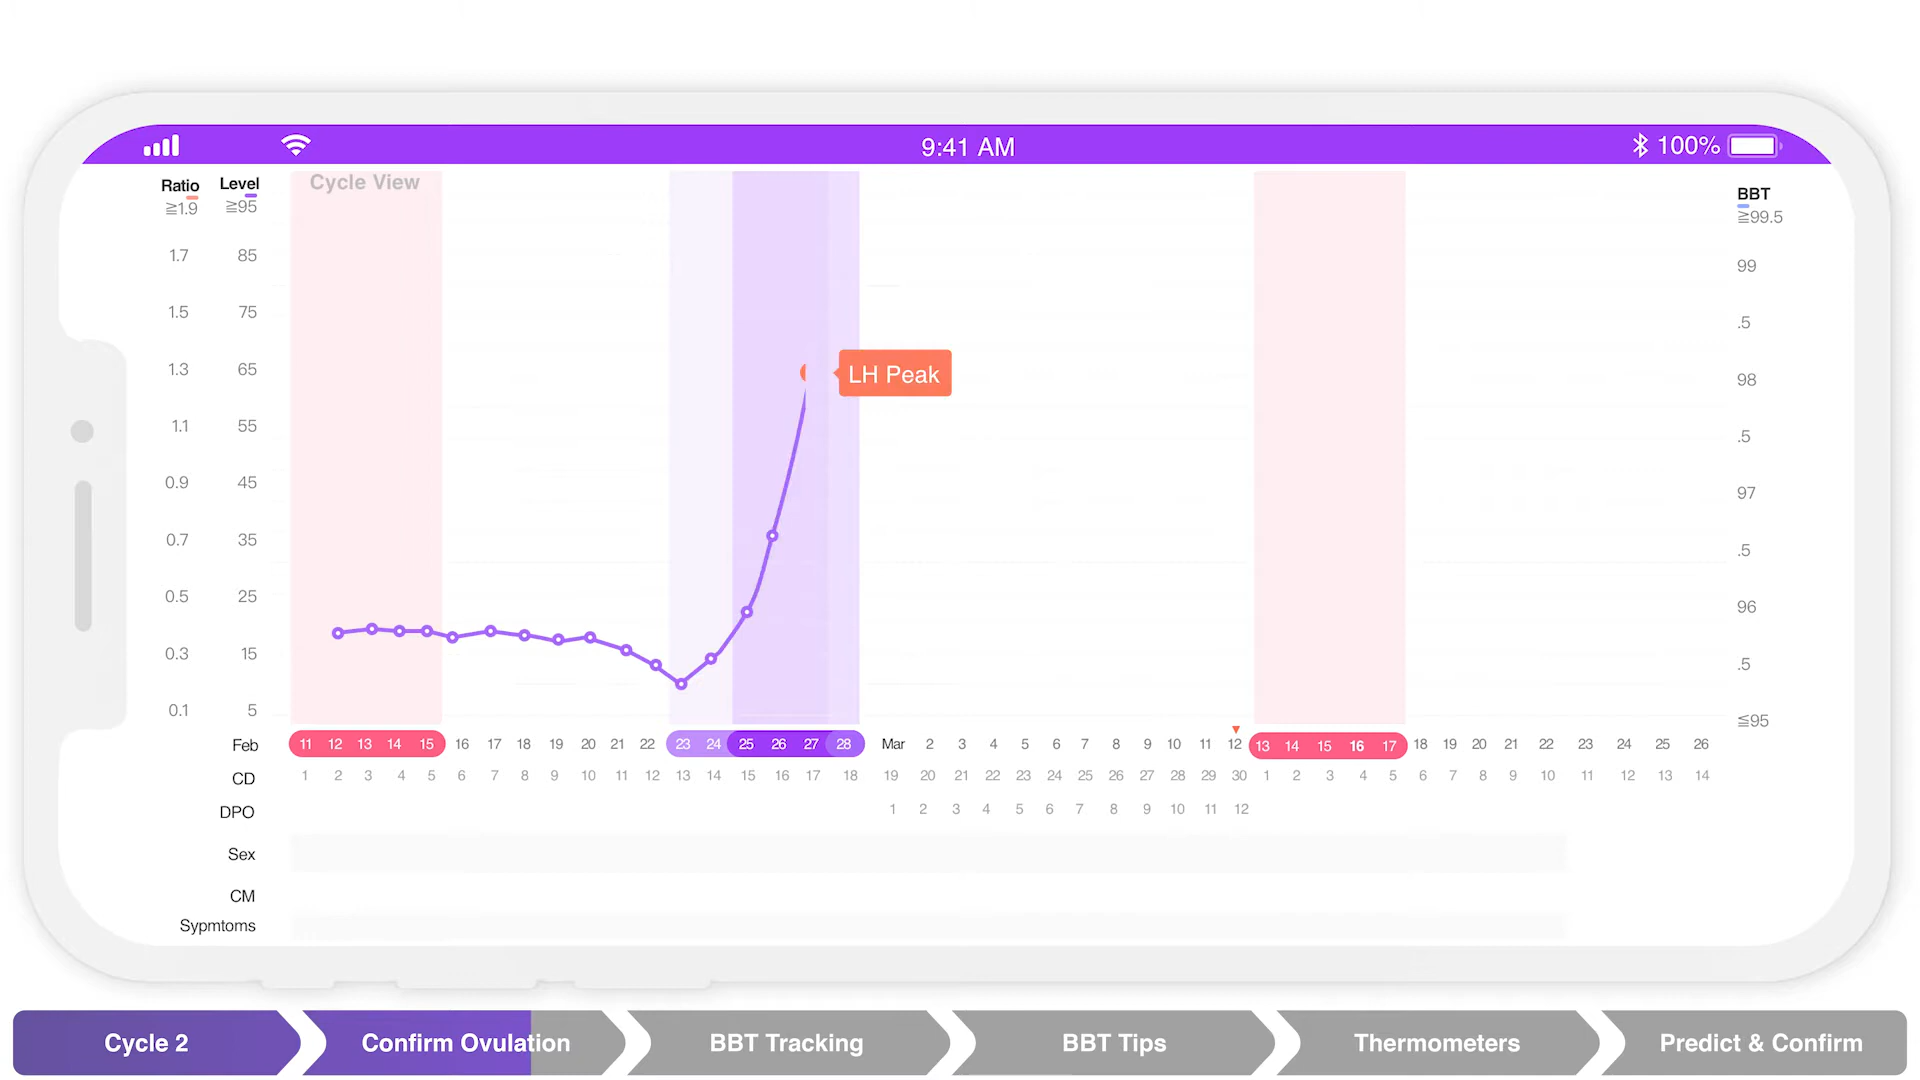 9:41 AM
100%
Ratio Level Cycle View BBT
≧1.9 ≧95 ≧99.5
1.7 85 99
1.5 75 .5
1.3 65 LH Peak 98
1.1 55 .5
0.9 45 97
0.7 35 .5
0.5 25 96
0.3 15 .5
0.1 5 ≦95
Feb 11 12 13 14 15 16 17 18 19 20 21 22 23 24 25 26 27 28 Mar 2 3 4 5 6 7 8 9 10 11 12 13 14 15 16 17 18 19 20 21 22 23 24 25 26
CD 1 2 3 4 5 6 7 8 9 10 11 12 13 14 15 16 17 18 19 20 21 22 23 24 25 26 27 28 29 30 1 2 3 4 5 6 7 8 9 10 11 12 13 14
DPO 1 2 3 4 5 6 7 8 9 10 11 12
Sex
CM
Sypmtoms
Cycle 2 Confirm Ovulation BBT Tracking BBT Tips Thermometers Predict & Confirm